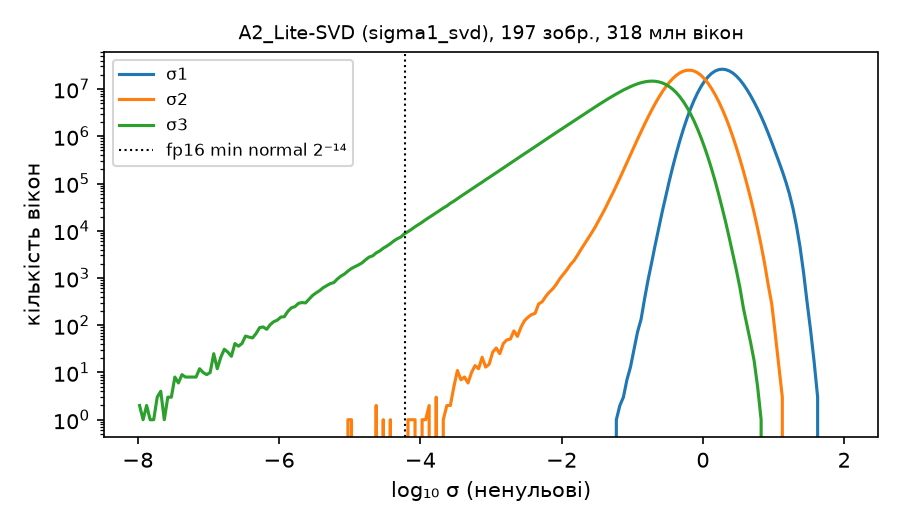 A2_Lite-SVD (sigma1_svd), 197 зобр., 318 млн вікон
σ1
σ2
σ3
fp16 min normal 2⁻¹⁴
кількість вікон
10⁷
10⁶
10⁵
10⁴
10³
10²
10¹
10⁰
−8 −6 −4 −2 0 2
log₁₀ σ (ненульові)